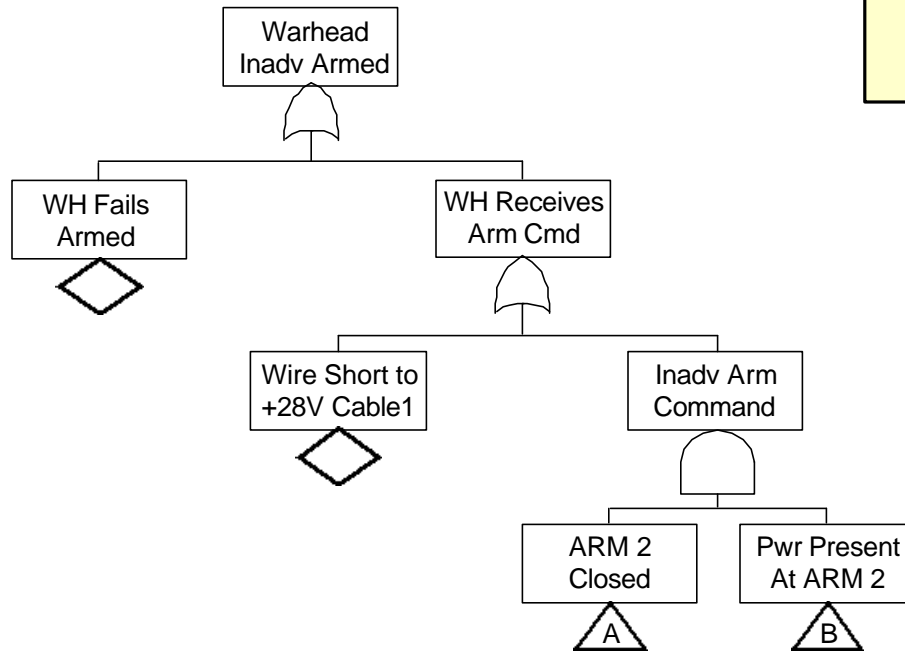 Warhead
Inadv Armed
WH Fails
Armed
WH Receives
Arm Cmd
Wire Short to
+28V Cable1
Inadv Arm
Command
ARM 2
Closed
Pwr Present
At ARM 2
A
B